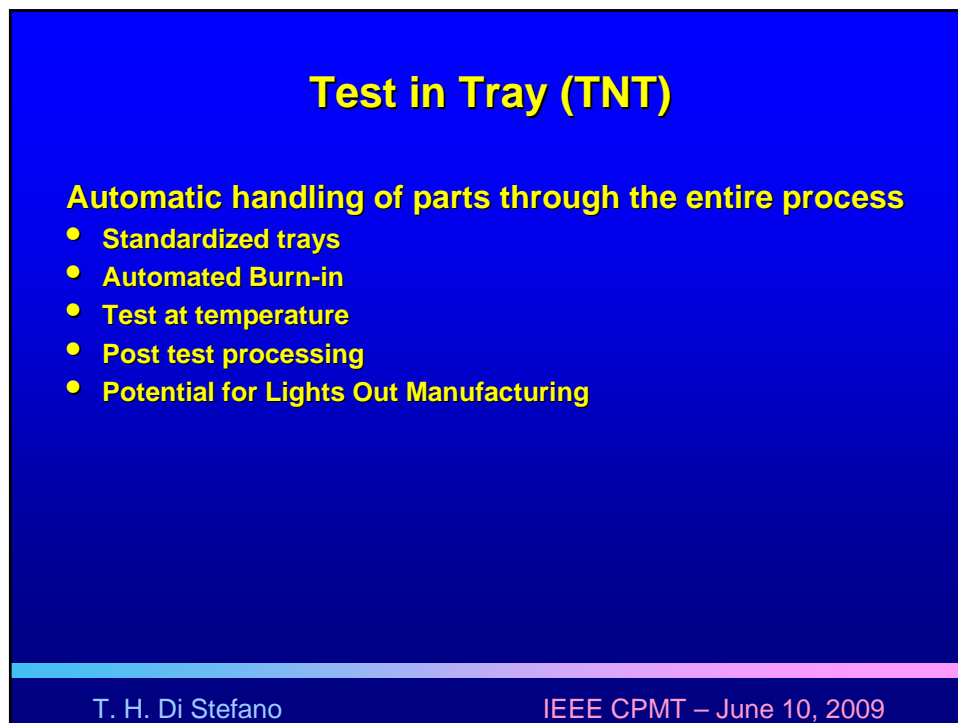 Test in Tray (TNT)
Automatic handling of parts through the entire process
• Standardized trays
• Automated Burn-in
• Test at temperature
• Post test processing
• Potential for Lights Out Manufacturing
T. H. Di Stefano IEEE CPMT – June 10, 2009